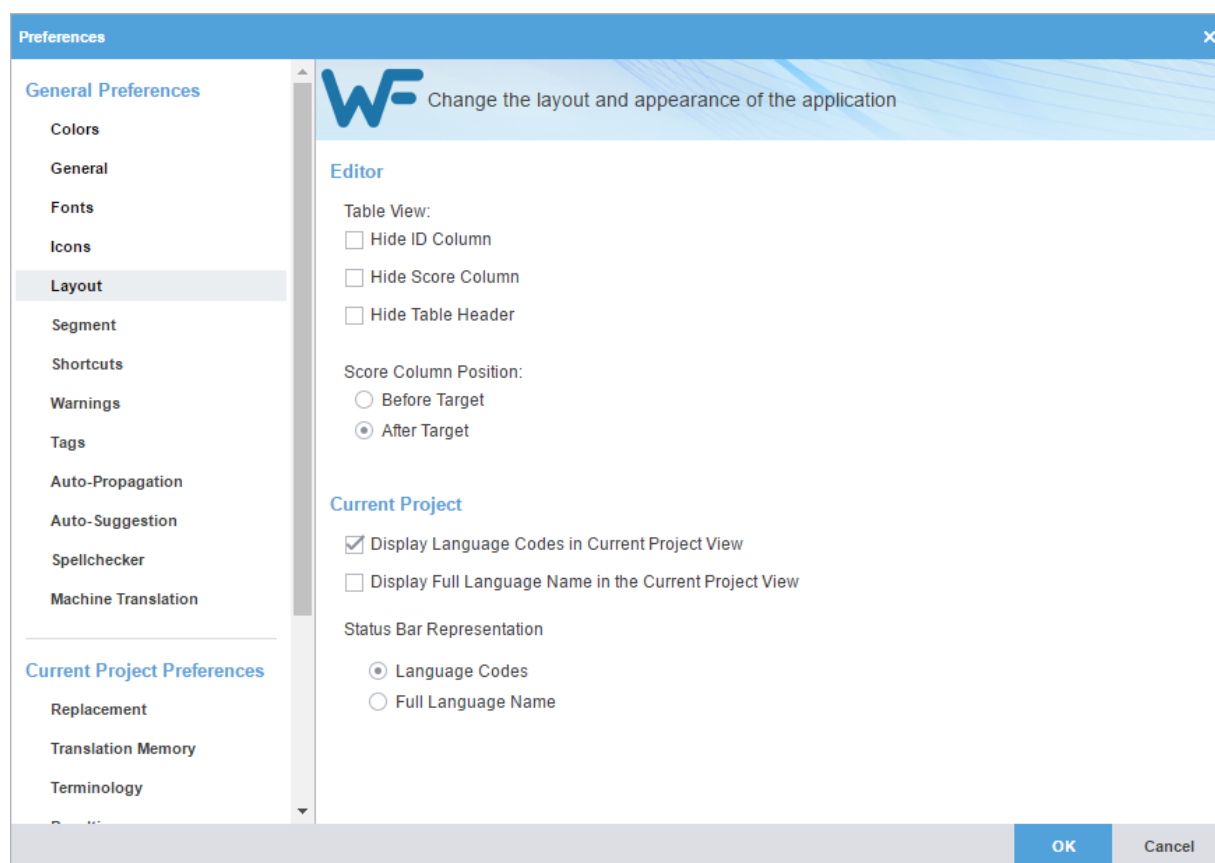 Preferences
General Preferences
Colors
General
Fonts
Icons
Layout
Segment
Shortcuts
Warnings
Tags
Auto-Propagation
Auto-Suggestion
Spellchecker
Machine Translation
Current Project Preferences
Replacement
Translation Memory
Terminology
WF Change the layout and appearance of the application
Editor
Table View:
Hide ID Column
Hide Score Column
Hide Table Header
Score Column Position:
Before Target
After Target
Current Project
Display Language Codes in Current Project View
Display Full Language Name in the Current Project View
Status Bar Representation
Language Codes
Full Language Name
OK Cancel